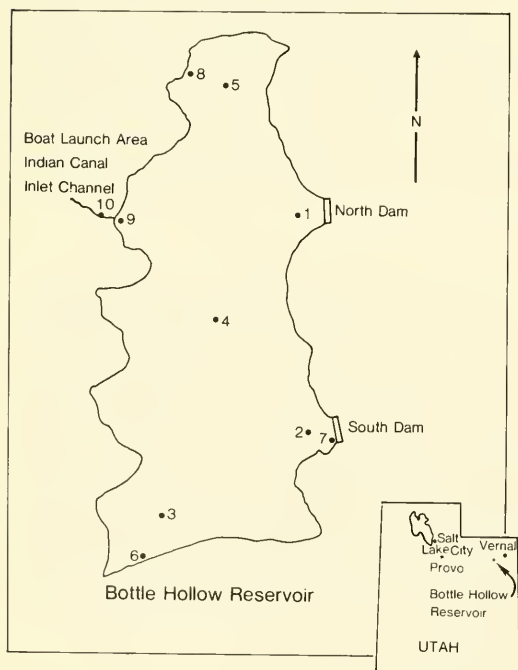 8
5
N
Boat Launch Area
Indian Canal
Inlet Channel
10
9
1
North Dam
4
2
7
South Dam
3
6
Bottle Hollow Reservoir
Salt
Lake City
Vernal
Provo
Bottle Hollow
Reservoir
UTAH